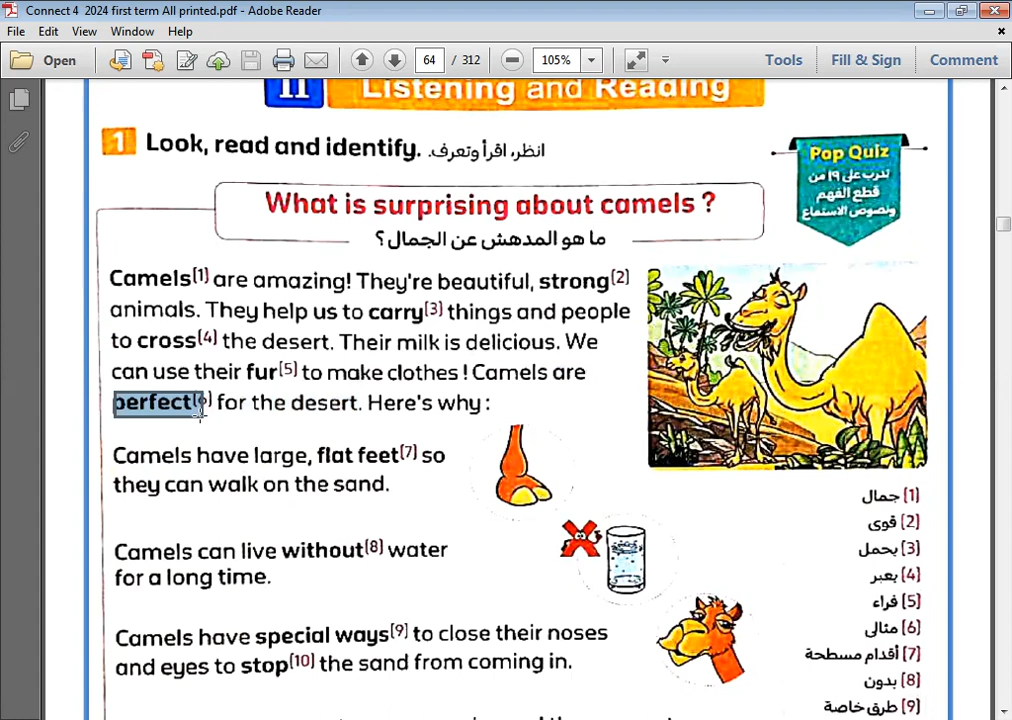 Connect 4 2024 first term All printed.pdf - Adobe Reader
File Edit View Window Help
Open 64 / 312 105% Tools Fill & Sign Comment
11 Listening and Reading
1 Look, read and identify. انظر، اقرأ وتعرف.
Pop Quiz
تدرب على ١٩ من
قطع الفهم
ونصوص الاستماع
What is surprising about camels ?
ما هو المدهش عن الجمال؟
Camels[1] are amazing! They're beautiful, strong[2]
animals. They help us to carry[3] things and people
to cross[4] the desert. Their milk is delicious. We
can use their fur[5] to make clothes ! Camels are
perfect[6] for the desert. Here's why :
Camels have large, flat feet[7] so
they can walk on the sand.
Camels can live without[8] water
for a long time.
Camels have special ways[9] to close their noses
and eyes to stop[10] the sand from coming in.
[1] جمال
[2] قوى
[3] يحمل
[4] يعبر
[5] فراء
[6] مثالى
[7] أقدام مسطحة
[8] بدون
[9] طرق خاصة